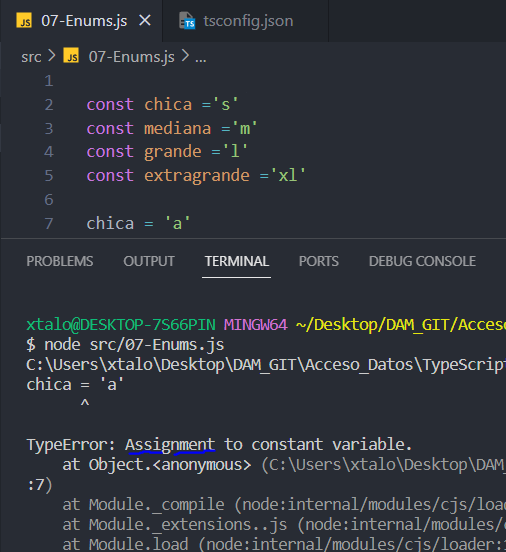 JS 07-Enums.js × TS tsconfig.json
src > JS 07-Enums.js > ...
1
2 const chica ='s'
3 const mediana ='m'
4 const grande ='l'
5 const extragrande ='xl'
6
7 chica = 'a'
PROBLEMS OUTPUT TERMINAL PORTS DEBUG CONSOLE
xtalo@DESKTOP-7S66PIN MINGW64 ~/Desktop/DAM_GIT/Acceso
$ node src/07-Enums.js
C:\Users\xtalo\Desktop\DAM_GIT\Acceso_Datos\TypeScript
chica = 'a'
^
TypeError: Assignment to constant variable.
at Object.<anonymous> (C:\Users\xtalo\Desktop\DAM_
:7)
at Module._compile (node:internal/modules/cjs/loa
at Module._extensions..js (node:internal/modules/
at Module.load (node:internal/modules/cjs/loader: